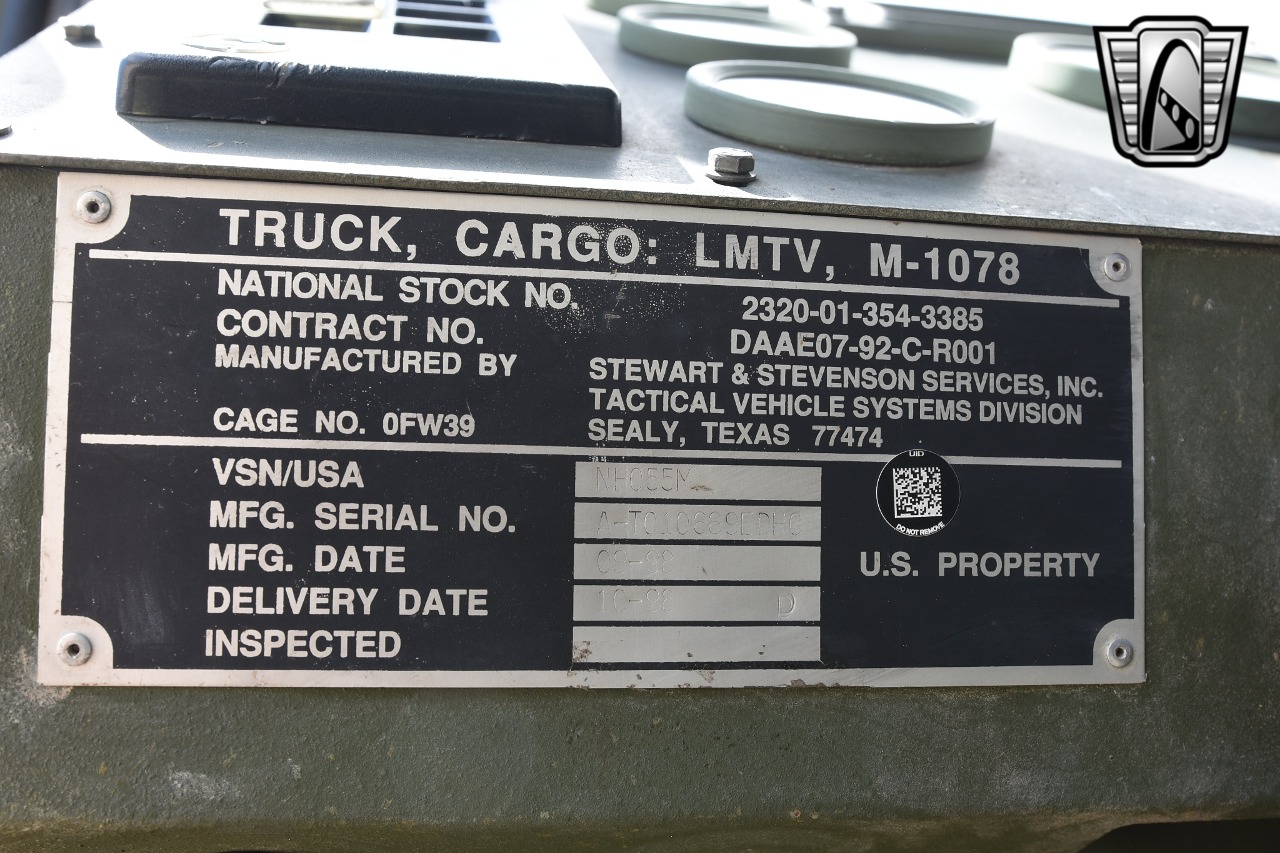 TRUCK, CARGO: LMTV, M-1078
NATIONAL STOCK NO. 2320-01-354-3385
CONTRACT NO. DAAE07-92-C-R001
MANUFACTURED BY STEWART & STEVENSON SERVICES, INC.
TACTICAL VEHICLE SYSTEMS DIVISION
CAGE NO. 0FW39 SEALY, TEXAS 77474
VSN/USA
UID
DO NOT REMOVE
MFG. SERIAL NO.
MFG. DATE
U.S. PROPERTY
DELIVERY DATE 10-98 D
INSPECTED